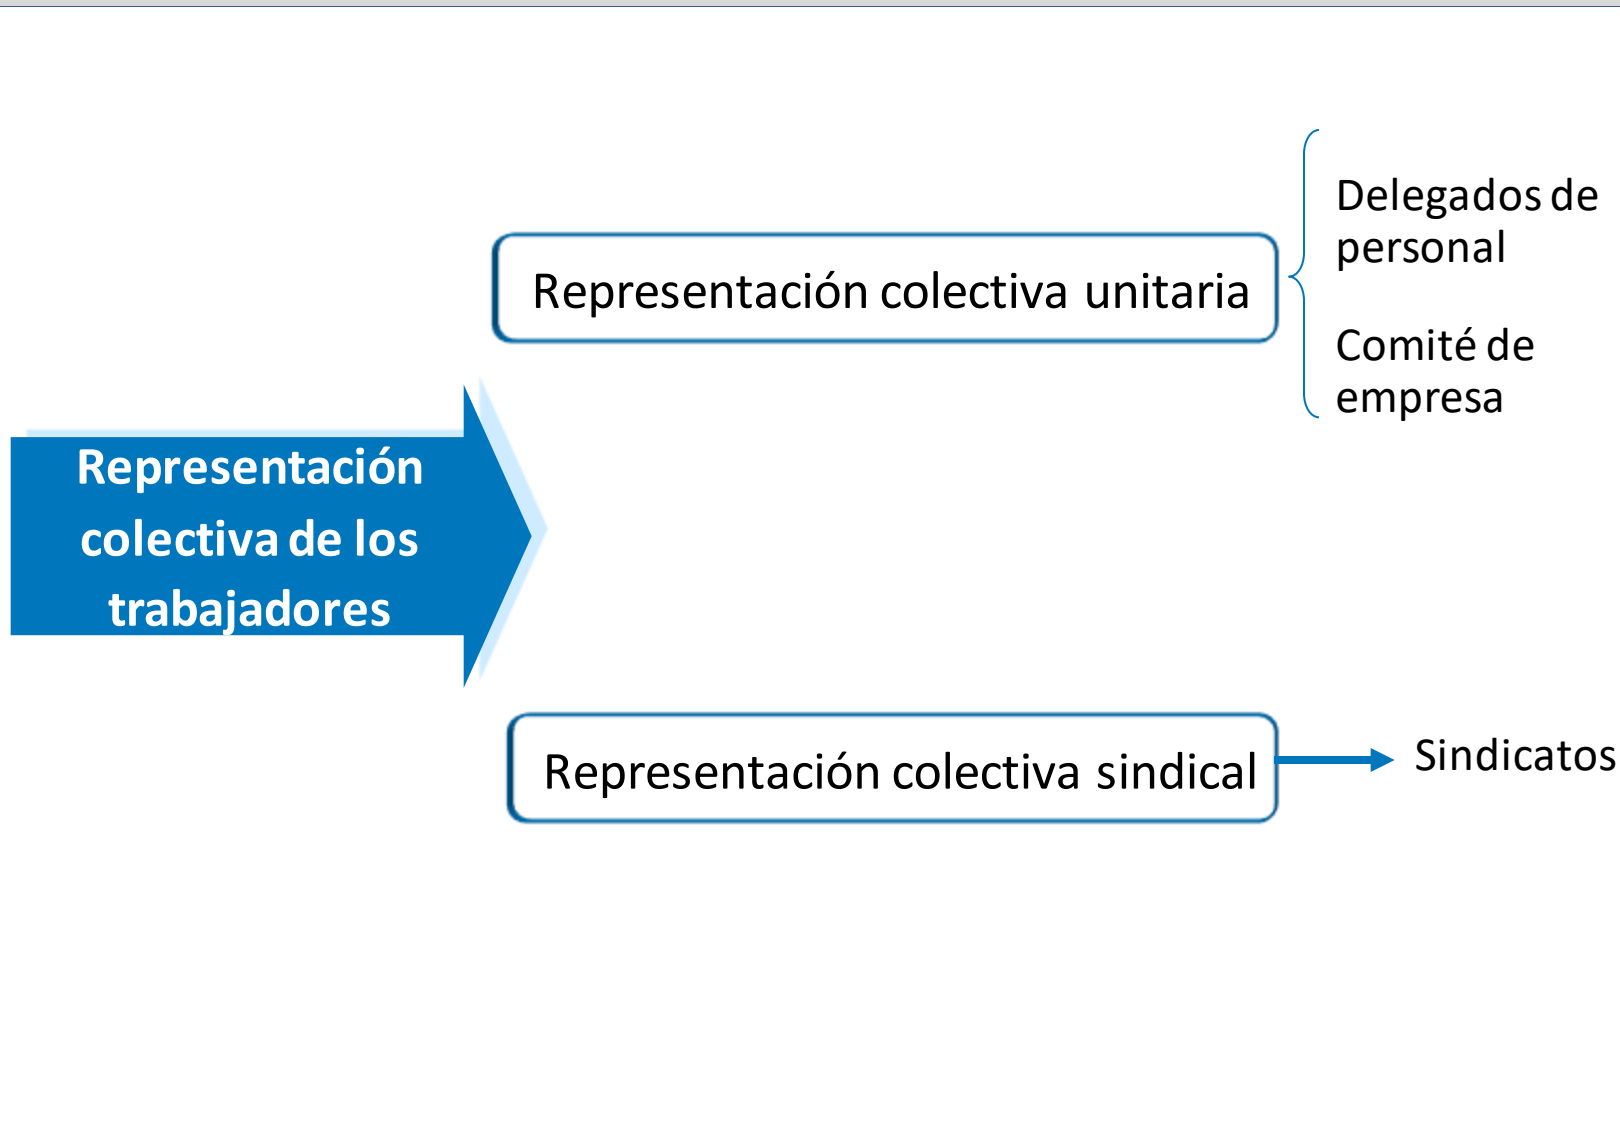 Delegados de
personal
Representación colectiva unitaria
Comité de
empresa
Representación
colectiva de los
trabajadores
Representación colectiva sindical
Sindicatos